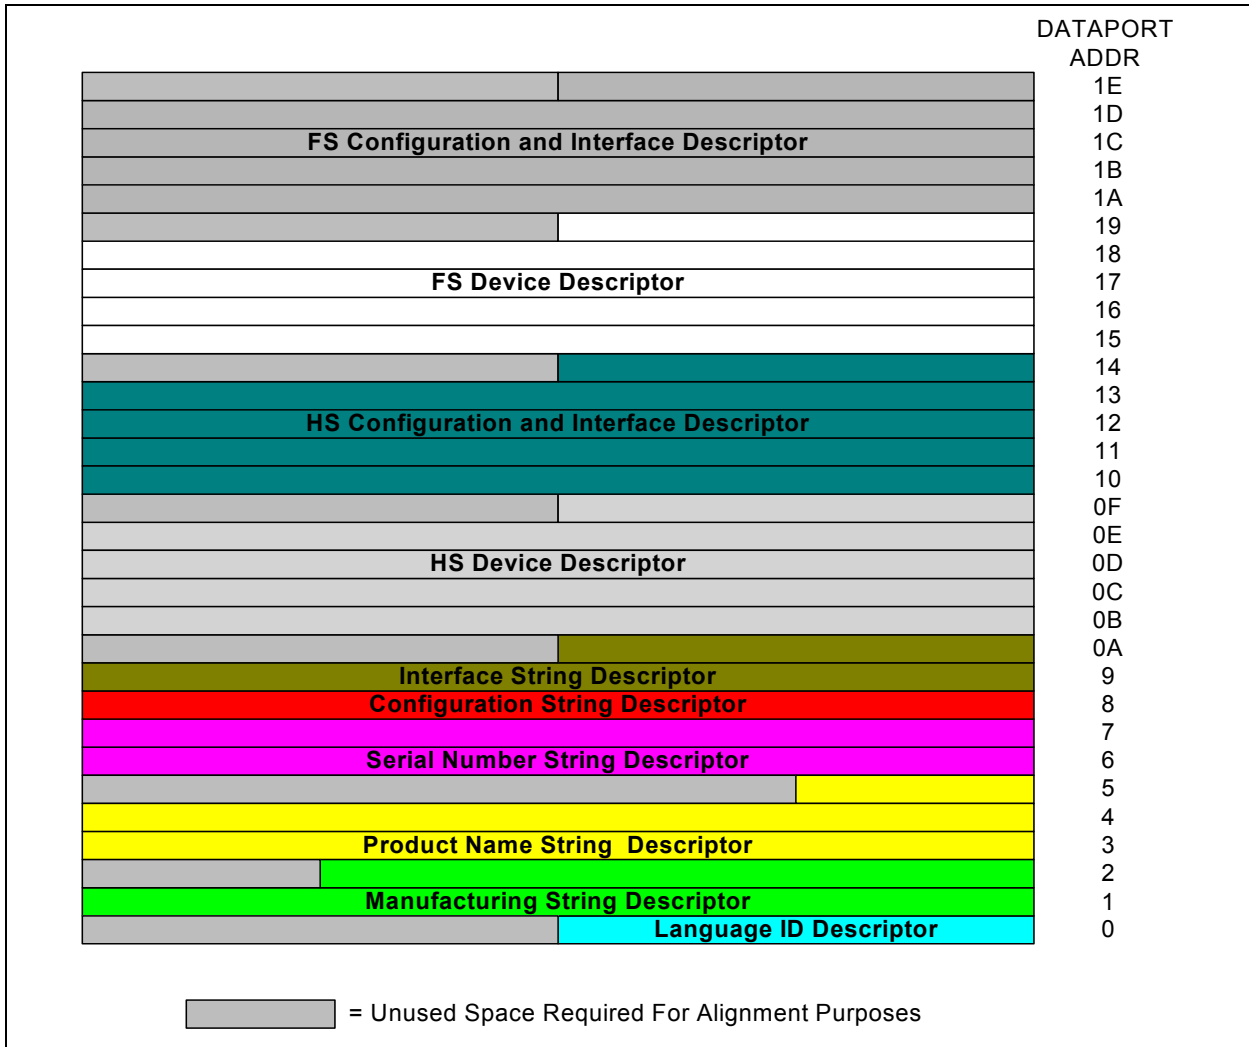 DATAPORT
ADDR
1E
1D
FS Configuration and Interface Descriptor 1C
1B
1A
19
18
FS Device Descriptor 17
16
15
14
13
HS Configuration and Interface Descriptor 12
11
10
0F
0E
HS Device Descriptor 0D
0C
0B
0A
Interface String Descriptor 9
Configuration String Descriptor 8
7
Serial Number String Descriptor 6
5
4
Product Name String Descriptor 3
2
Manufacturing String Descriptor 1
Language ID Descriptor 0
= Unused Space Required For Alignment Purposes